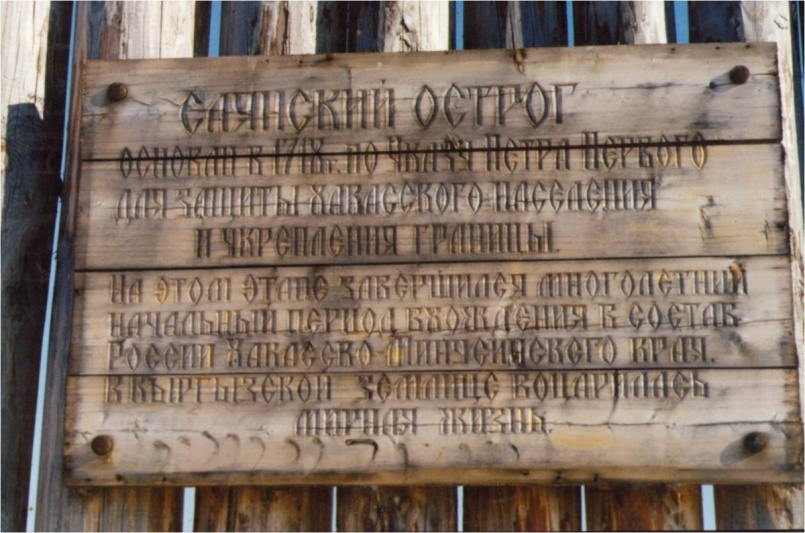 САЯНСКИЙ ОСТРОГ
ОСНОВАН В 1718г. ПО УКАЗУ ПЕТРА ПЕРВОГО
ДЛЯ ЗАЩИТЫ ХАКАССКОГО НАСЕЛЕНИЯ
И УКРЕПЛЕНИЯ ГРАНИЦЫ.
НА ЭТОМ ЭТАПЕ ЗАВЕРШИЛСЯ МНОГОЛЕТНИЙ
НАЧАЛЬНЫЙ ПЕРИОД ВХОЖДЕНИЯ В СОСТАВ
РОССИИ ХАКАССКО-МИНУСИНСКОГО КРАЯ.
В КЫРГЫЗСКОЙ ЗЕМЛИЦЕ ВОЦАРИЛАСЬ
МИРНАЯ ЖИЗНЬ.